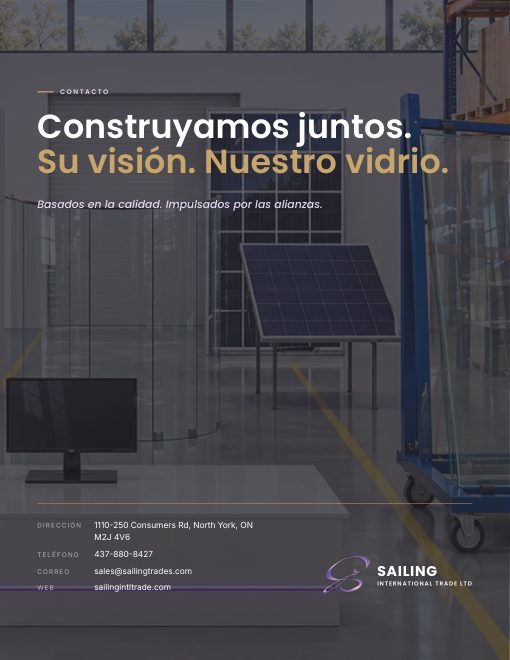 CONTACTO
Construyamos juntos.
Su visión. Nuestro vidrio.
Basados en la calidad. Impulsados por las alianzas.
DIRECCIÓN 1110-250 Consumers Rd, North York, ON
M2J 4V6
TELÉFONO 437-880-8427
CORREO sales@sailingtrades.com
WEB sailingintltrade.com
SAILING
INTERNATIONAL TRADE LTD